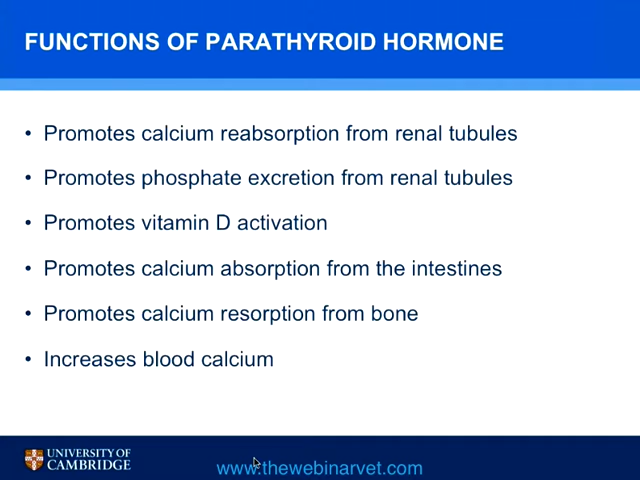 FUNCTIONS OF PARATHYROID HORMONE
• Promotes calcium reabsorption from renal tubules
• Promotes phosphate excretion from renal tubules
• Promotes vitamin D activation
• Promotes calcium absorption from the intestines
• Promotes calcium resorption from bone
• Increases blood calcium
UNIVERSITY OF
CAMBRIDGE
www.thewebinarvet.com